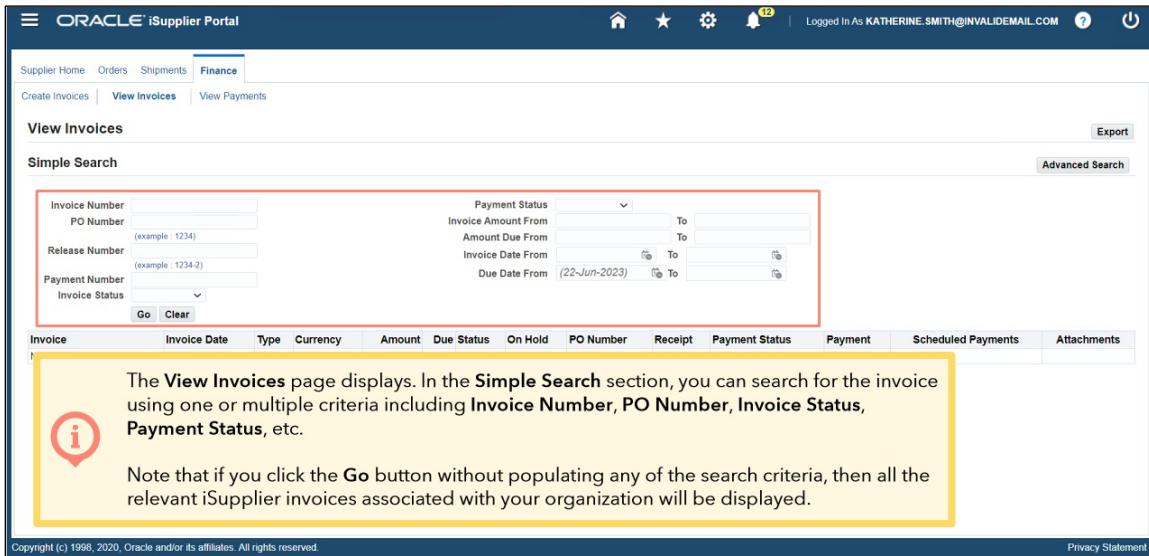 ORACLE iSupplier Portal
12
Logged In As KATHERINE.SMITH@INVALIDEMAIL.COM
?
Supplier Home Orders Shipments Finance
Create Invoices View Invoices View Payments
View Invoices
Export
Simple Search
Advanced Search
Invoice Number
PO Number
(example : 1234)
Release Number
(example : 1234-2)
Payment Number
Invoice Status
Go Clear
Payment Status
Invoice Amount From To
Amount Due From To
Invoice Date From To
Due Date From (22-Jun-2023) To
Invoice Invoice Date Type Currency Amount Due Status On Hold PO Number Receipt Payment Status Payment Scheduled Payments Attachments
The View Invoices page displays. In the Simple Search section, you can search for the invoice
using one or multiple criteria including Invoice Number, PO Number, Invoice Status,
Payment Status, etc.
Note that if you click the Go button without populating any of the search criteria, then all the
relevant iSupplier invoices associated with your organization will be displayed.
Copyright (c) 1998, 2020, Oracle and/or its affiliates. All rights reserved.
Privacy Statement